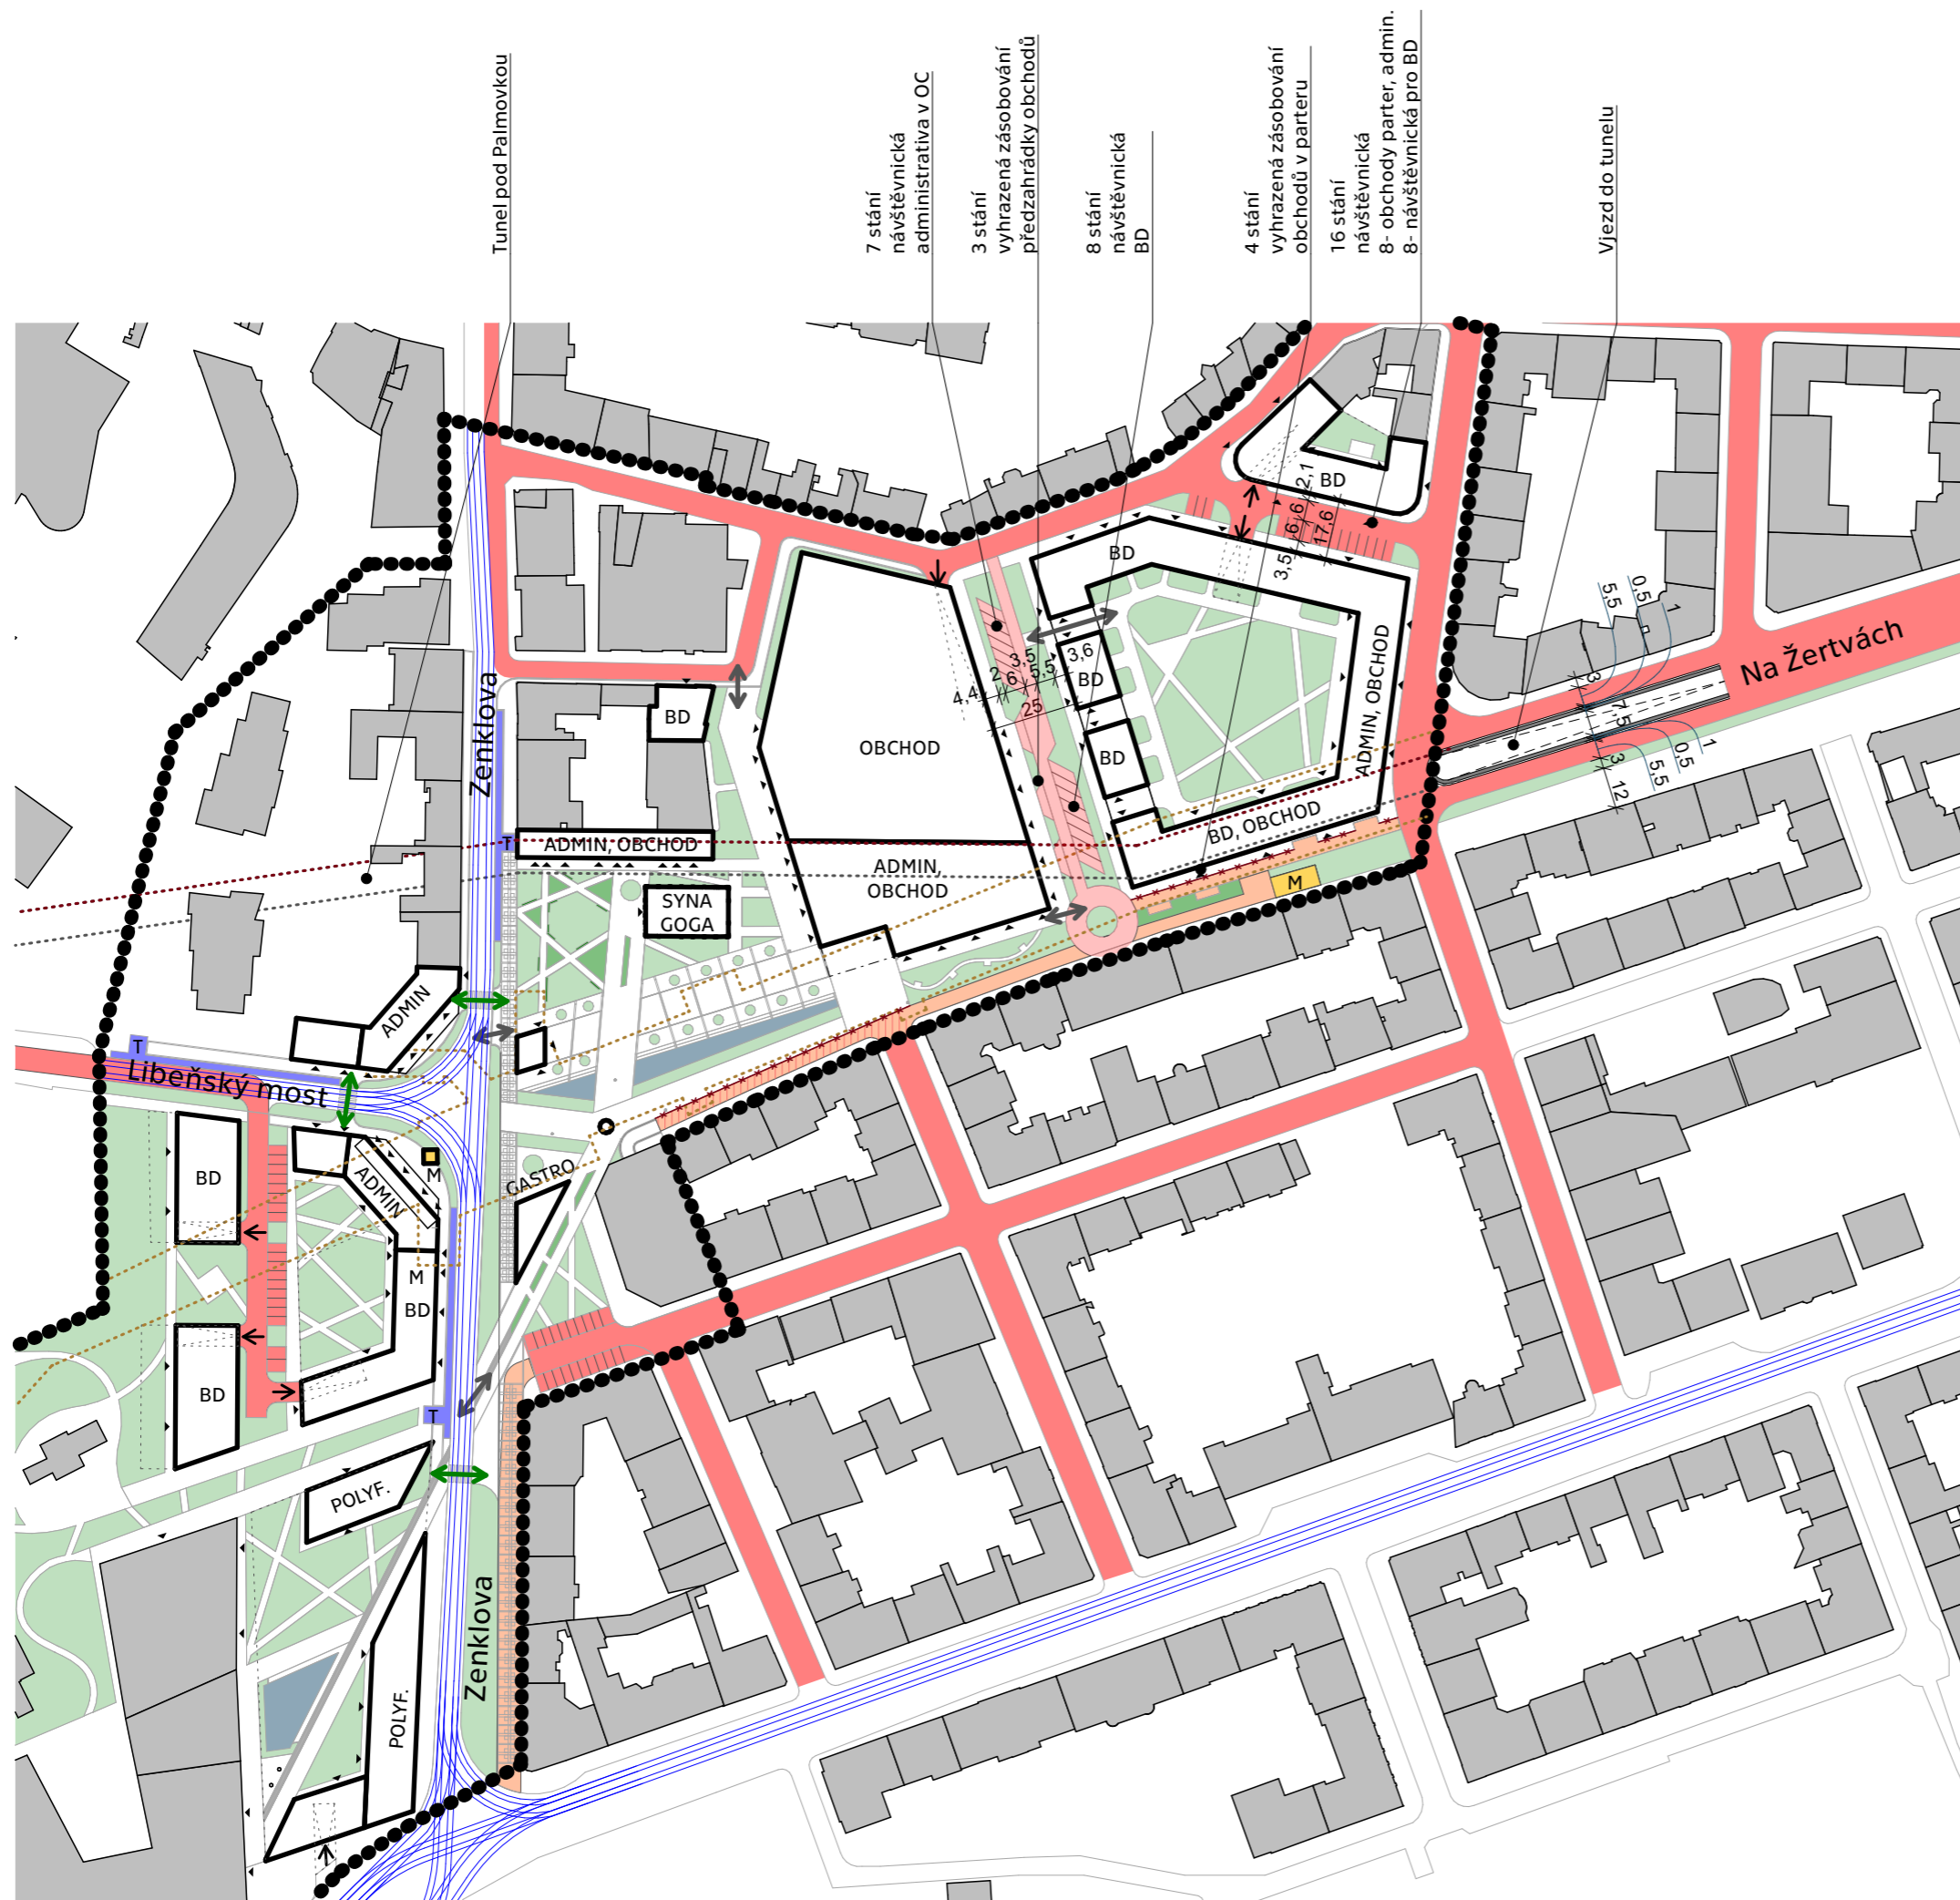 Tunel pod Palmovkou
7 stání
návštěvnická
administrativa v OC
3 stání
vyhrazená zásobování
předzahrádky obchodů
8 stání
návštěvnická
BD
4 stání
vyhrazená zásobování
obchodů v parteru
16 stání
návštěvnická
8- obchody parter, admin.
8- návštěvnická pro BD
Vjezd do tunelu
BD
2,1
6,6
17,6
3,5
BD
5,5
0,5
1
Na Žertvách
3
7,5
3
12
5,5
0,5
1
ADMIN, OBCHOD
3,6
BD
3,5
5,5
2
6
4,4
25
BD
BD, OBCHOD
M
OBCHOD
ADMIN,
OBCHOD
Zenklova
BD
T
ADMIN, OBCHOD
SYNA
GOGA
ADMIN
T
Libeňský most
BD
ADMIN
M
GASTRO
M
BD
BD
T
POLYF.
Zenklova
POLYF.